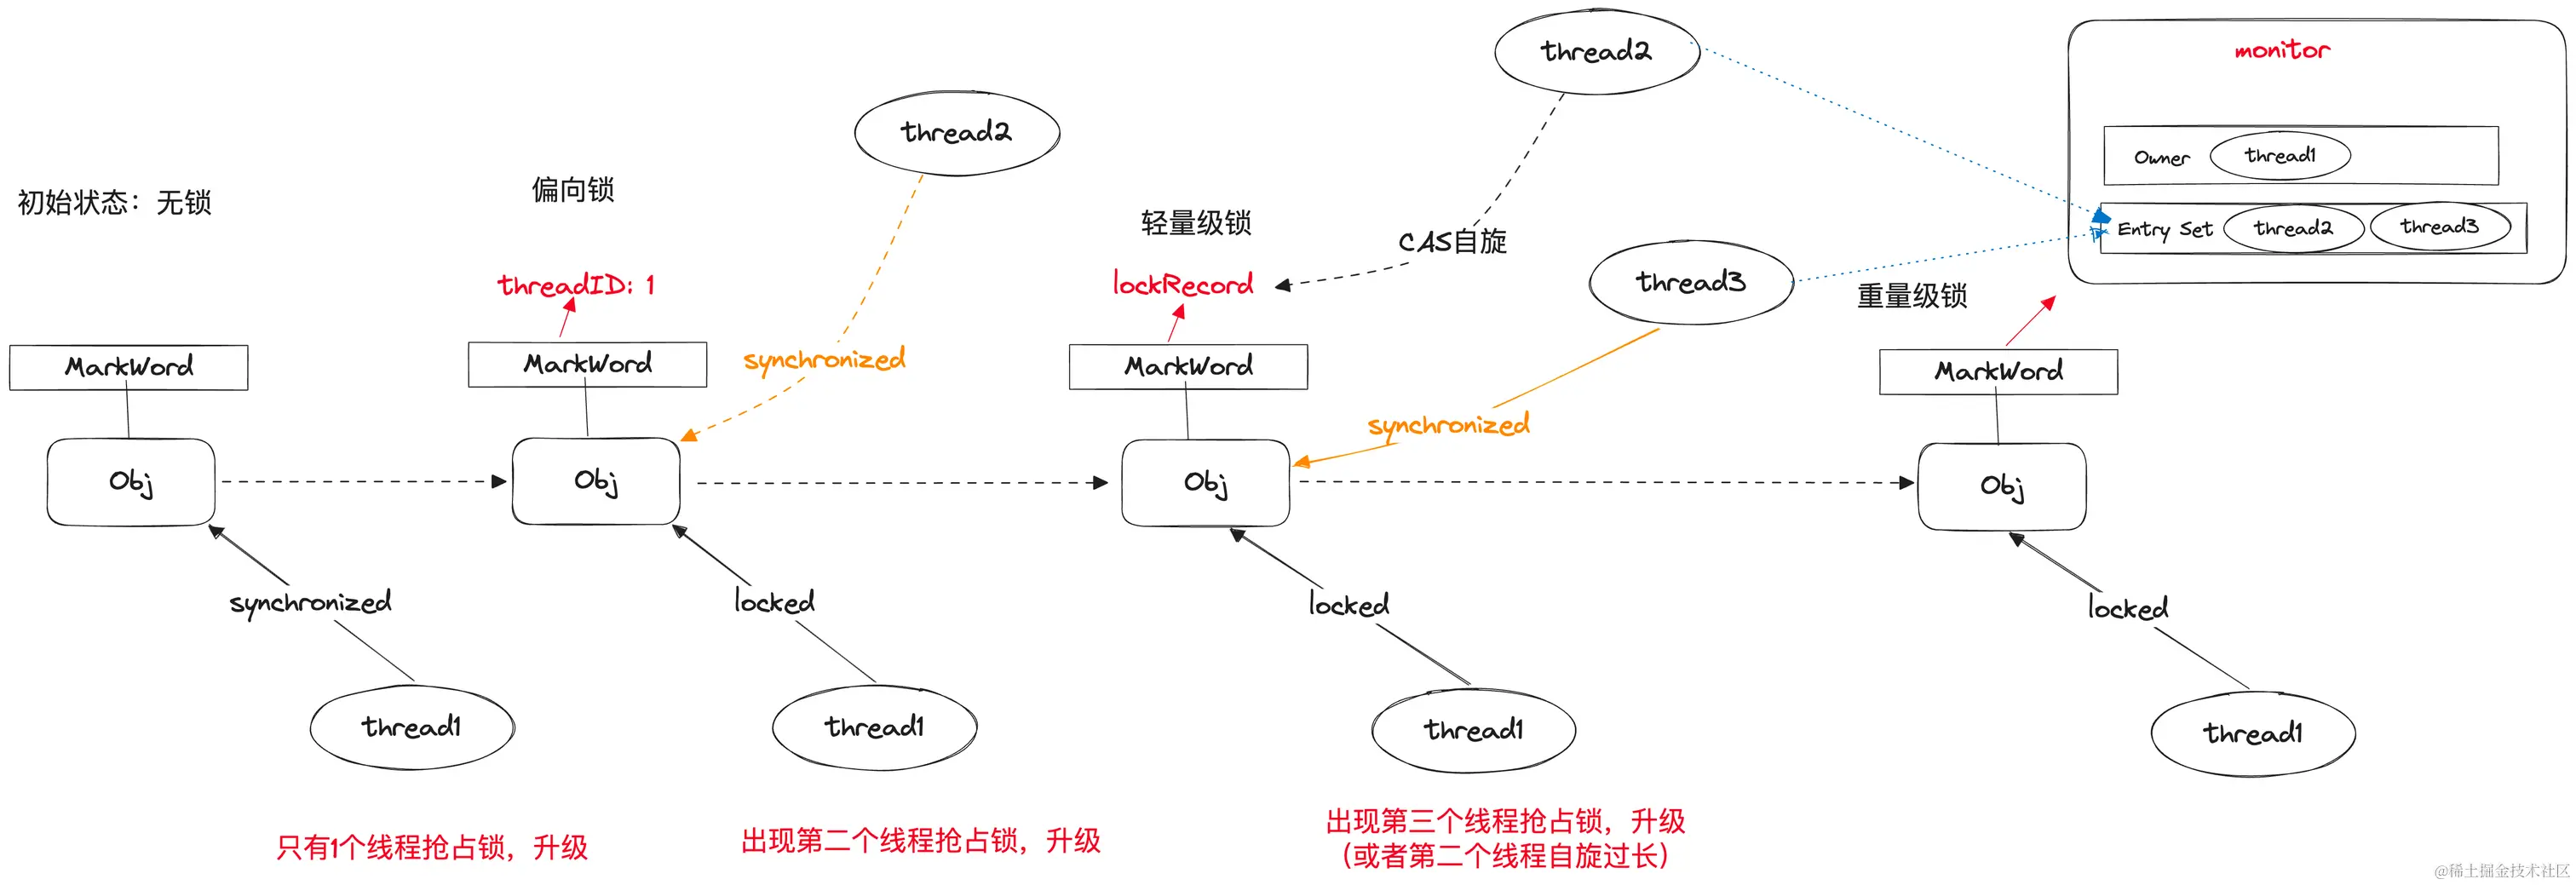 初始状态：无锁
MarkWord
Obj
synchronized
thread1
只有1个线程抢占锁，升级
偏向锁
threadID: 1
MarkWord
Obj
thread2
synchronized
locked
thread1
出现第二个线程抢占锁，升级
轻量级锁
lockRecord
MarkWord
Obj
thread2
CAS自旋
thread3
synchronized
locked
thread1
出现第三个线程抢占锁，升级
（或者第二个线程自旋过长）
重量级锁
MarkWord
Obj
locked
thread1
monitor
Owner thread1
Entry Set thread2 thread3
@稀土掘金技术社区